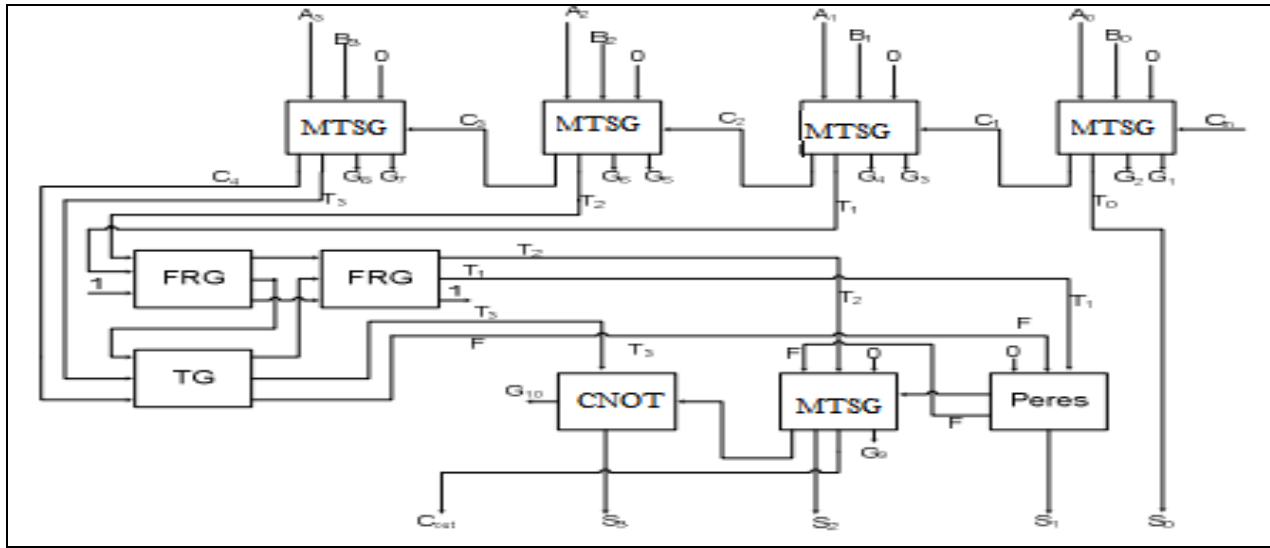 A₃ A₂ A₁ A₀
B₃ 0 B₂ 0 B₁ 0 B₀ 0
MTSG C₃ MTSG C₂ MTSG C₁ MTSG Cᵢₙ
C₄ G₈ G₇ G₆ G₅ G₄ G₃ G₂ G₁
T₃ T₂ T₁ T₀
FRG FRG T₂
T₁
1 1 T₂ T₁
T₃ F
F T₃ F 0 0
TG
G₁₀ CNOT MTSG Peres
F
G₉
Cₒᵤₜ S₃ S₂ S₁ S₀